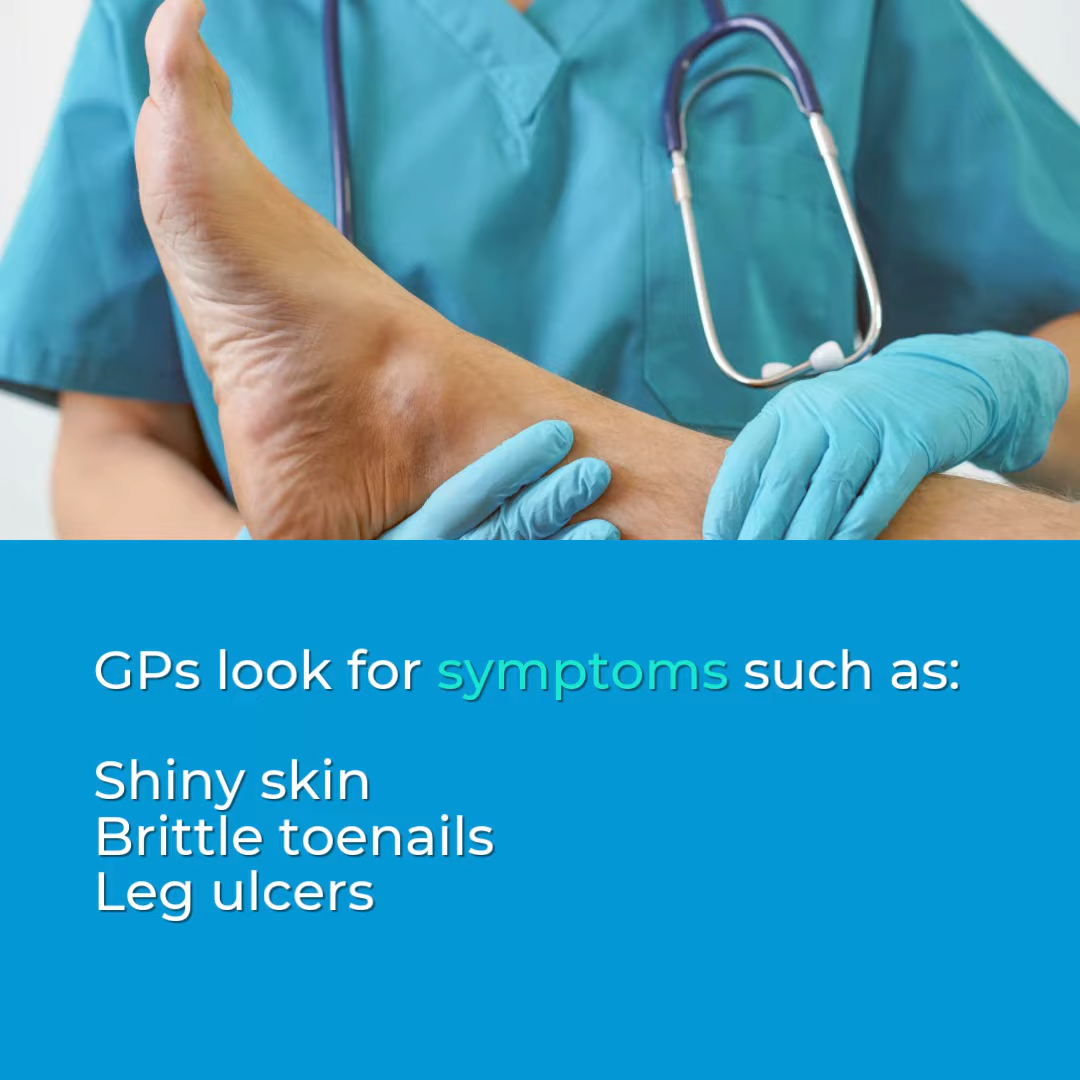 GPs look for symptoms such as:
Shiny skin
Brittle toenails
Leg ulcers